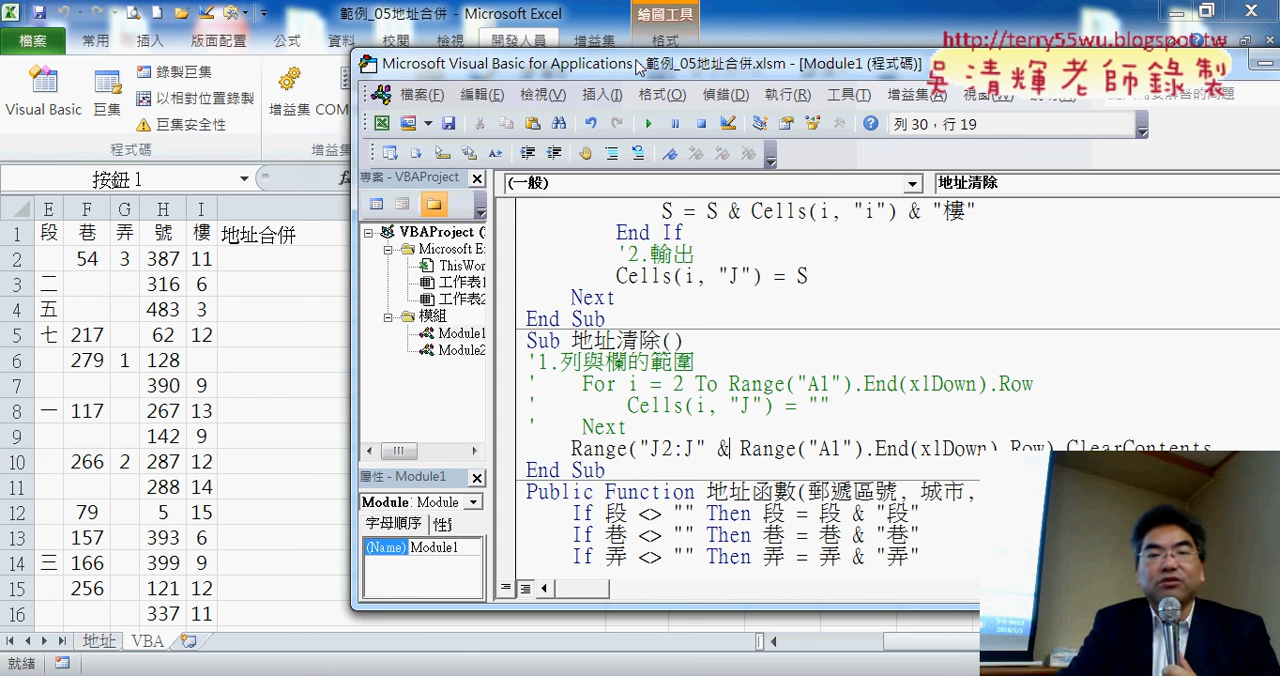 範例_05地址合併 - Microsoft Excel
繪圖工具
檔案 常用 插入 版面配置 公式 資料 校閱 檢視 開發人員 增益集 格式
http://terry55wu.blogspot.tw
吳清輝老師錄製
Visual Basic 巨集 錄製巨集 以相對位置錄製 巨集安全性 增益集 COM
程式碼 增益集
按鈕 1
E F G H I
1 段 巷 弄 號 樓 地址合併
2 54 3 387 11
3 二 316 6
4 五 483 3
5 七 217 62 12
6 279 1 128
7 390 9
8 一 117 267 13
9 142 9
10 266 2 287 12
11 288 14
12 79 5 15
13 157 393 6
14 三 166 399 9
15 256 121 12
16 337 11
地址 VBA
就緒
Microsoft Visual Basic for Applications - 範例_05地址合併.xlsm - [Module1 (程式碼)]
檔案(F) 編輯(E) 檢視(V) 插入(I) 格式(O) 偵錯(D) 執行(R) 工具(T) 增益集(A) 視窗(W)
列 30，行 19
專案 - VBAProject
VBAProject (
Microsoft E
ThisWor
工作表1
工作表2
模組
Module1
Module2
屬性 - Module1
Module Module
字母順序 性質
(Name) Module1
(一般) 地址清除
S = S & Cells(i, "i") & "樓"
End If
'2.輸出
Cells(i, "J") = S
Next
End Sub
Sub 地址清除()
'1.列與欄的範圍
' For i = 2 To Range("A1").End(xlDown).Row
' Cells(i, "J") = ""
' Next
Range("J2:J" & Range("A1").End(xlDown).Row).ClearContents
End Sub
Public Function 地址函數(郵遞區號, 城市,
If 段 <> "" Then 段 = 段 & "段"
If 巷 <> "" Then 巷 = 巷 & "巷"
If 弄 <> "" Then 弄 = 弄 & "弄"